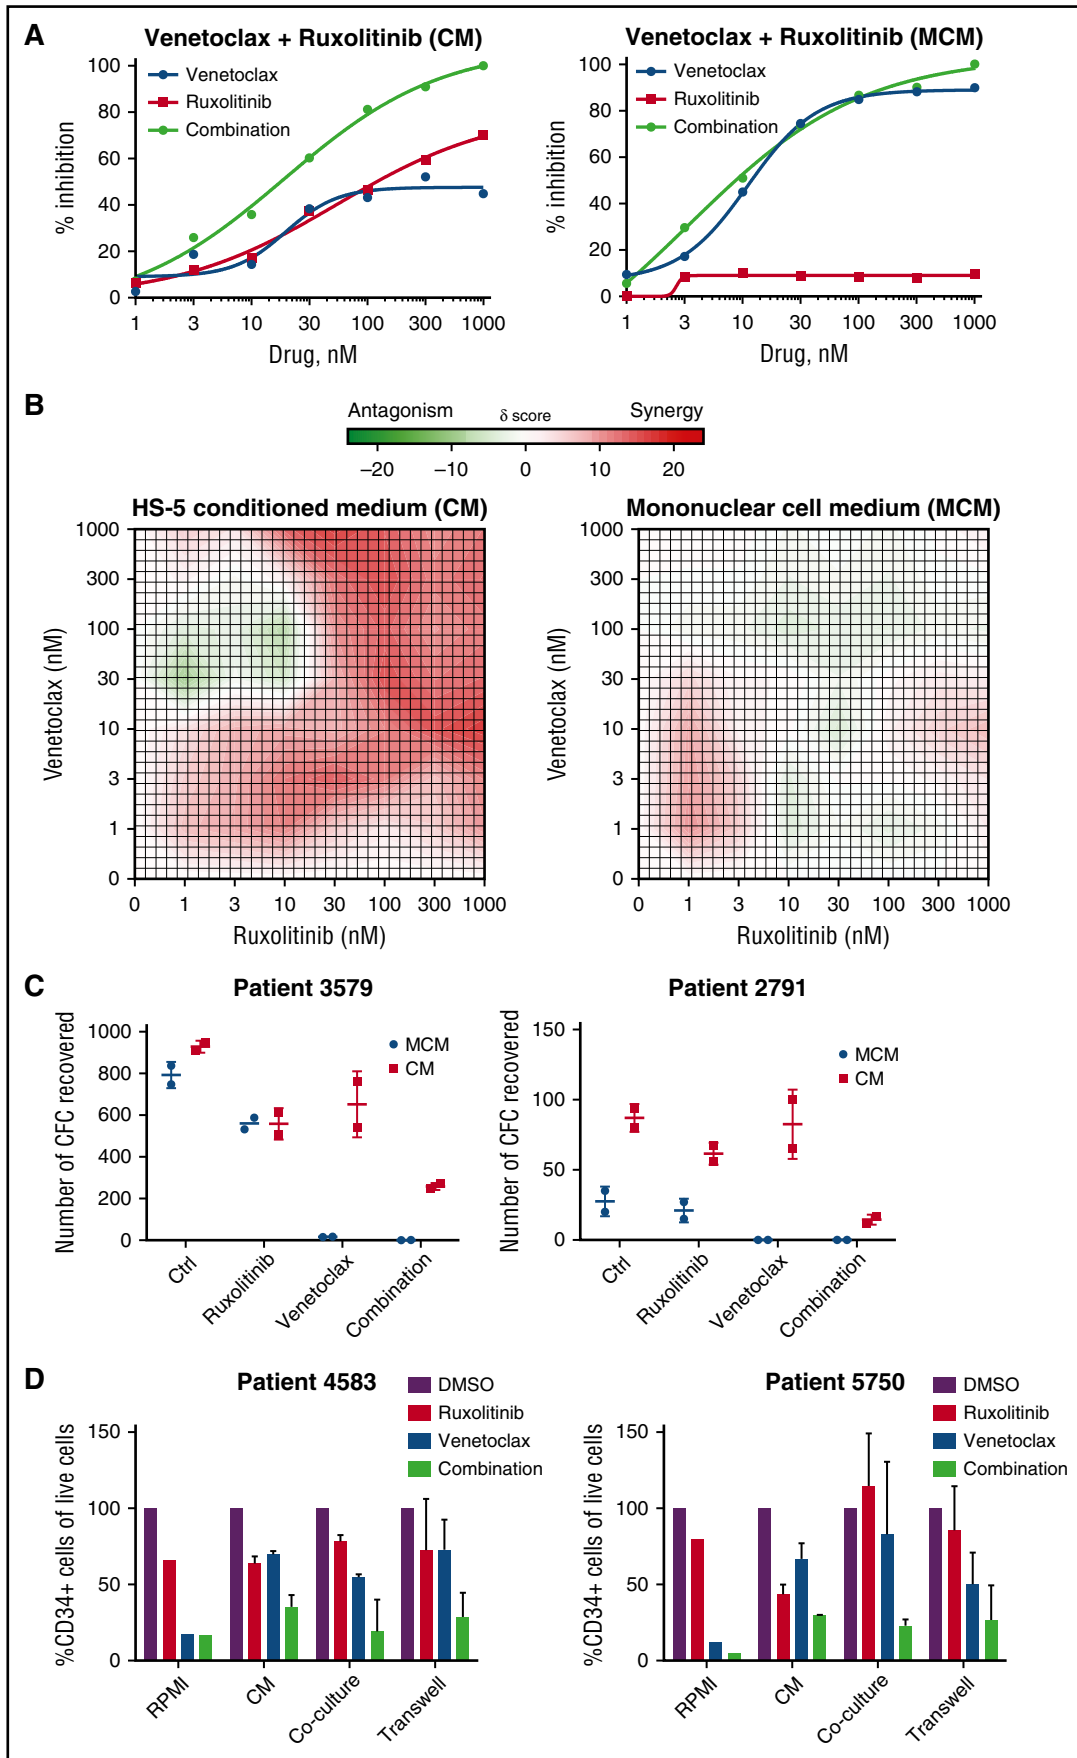 A
Venetoclax + Ruxolitinib (CM)
% inhibition
100
80
60
40
20
0
Venetoclax
Ruxolitinib
Combination
1 3 10 30 100 300 1000
Drug, nM
Venetoclax + Ruxolitinib (MCM)
% inhibition
100
80
60
40
20
0
Venetoclax
Ruxolitinib
Combination
1 3 10 30 100 300 1000
Drug, nM
B
Antagonism δ score Synergy
–20 –10 0 10 20
HS-5 conditioned medium (CM)
Venetoclax (nM)
1000
300
100
30
10
3
1
0
0 1 3 10 30 100 300 1000
Ruxolitinib (nM)
Mononuclear cell medium (MCM)
Venetoclax (nM)
1000
300
100
30
10
3
1
0
0 1 3 10 30 100 300 1000
Ruxolitinib (nM)
C
Patient 3579
Number of CFC recovered
1000
800
600
400
200
0
MCM
CM
Ctrl
Ruxolitinib
Venetoclax
Combination
Patient 2791
Number of CFC recovered
150
100
50
0
MCM
CM
Ctrl
Ruxolitinib
Venetoclax
Combination
D
Patient 4583
DMSO
Ruxolitinib
Venetoclax
Combination
%CD34+ cells of live cells
150
100
50
0
RPMI
CM
Co-culture
Transwell
Patient 5750
DMSO
Ruxolitinib
Venetoclax
Combination
%CD34+ cells of live cells
150
100
50
0
RPMI
CM
Co-culture
Transwell